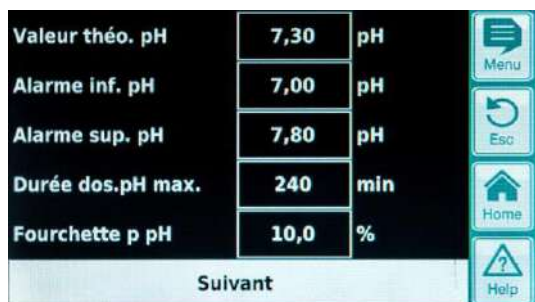 Valeur théo. pH 7,30 pH
Menu
Alarme inf. pH 7,00 pH
Alarme sup. pH 7,80 pH
Esc
Durée dos.pH max. 240 min
Home
Fourchette p pH 10,0 %
Suivant
Help